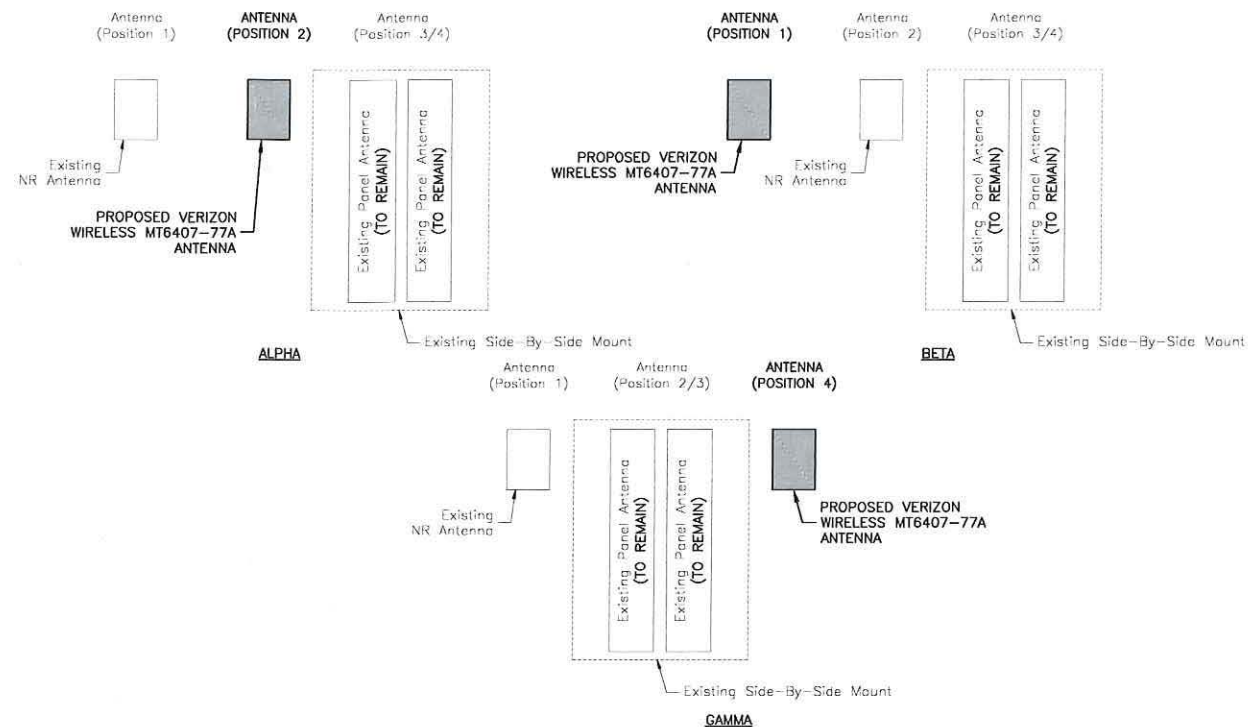 Antenna
(Position 1)
ANTENNA
(POSITION 2)
Antenna
(Position 3/4)
Existing
NR Antenna
PROPOSED VERIZON
WIRELESS MT6407-77A
ANTENNA
Existing Panel Antenna
(TO REMAIN)
Existing Panel Antenna
(TO REMAIN)
Existing Side-By-Side Mount
ALPHA
ANTENNA
(POSITION 1)
Antenna
(Position 2)
Antenna
(Position 3/4)
PROPOSED VERIZON
WIRELESS MT6407-77A
ANTENNA
Existing
NR Antenna
Existing Panel Antenna
(TO REMAIN)
Existing Panel Antenna
(TO REMAIN)
Existing Side-By-Side Mount
BETA
Antenna
(Position 1)
Antenna
(Position 2/3)
ANTENNA
(POSITION 4)
Existing
NR Antenna
Existing Panel Antenna
(TO REMAIN)
Existing Panel Antenna
(TO REMAIN)
PROPOSED VERIZON
WIRELESS MT6407-77A
ANTENNA
Existing Side-By-Side Mount
GAMMA